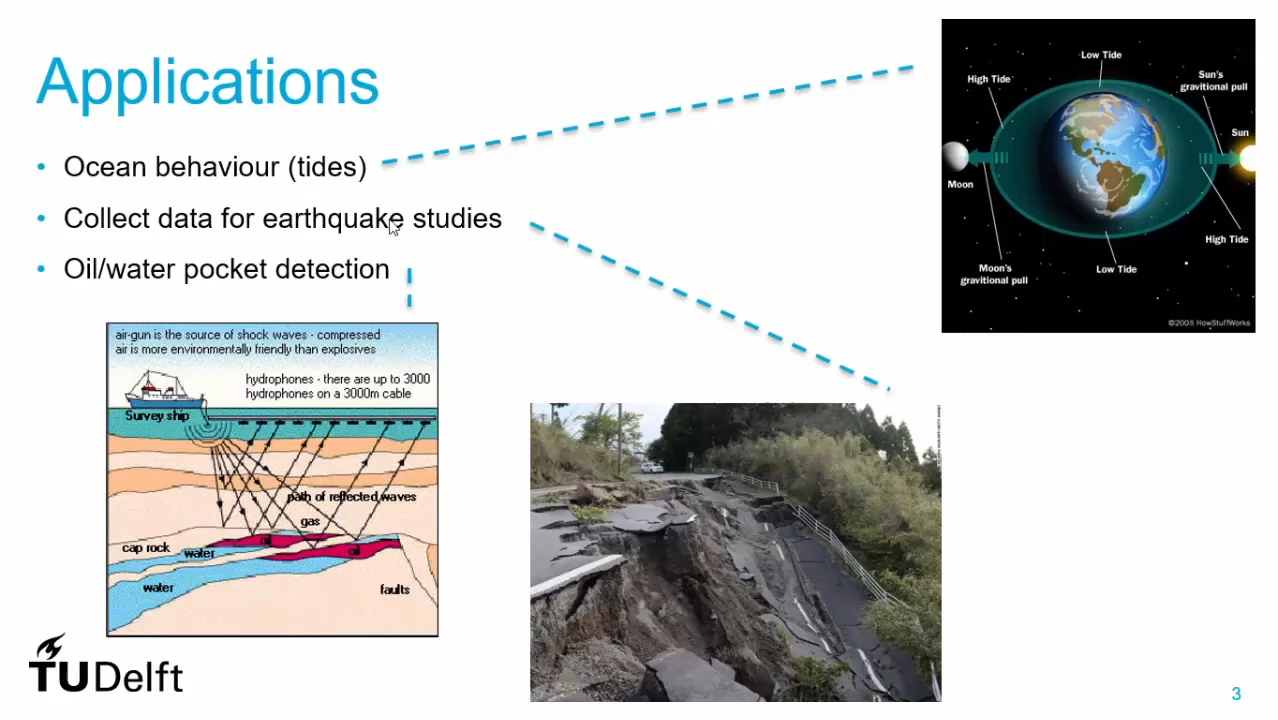 Applications
• Ocean behaviour (tides)
• Collect data for earthquake studies
• Oil/water pocket detection
air-gun is the source of shock waves - compressed
air is more environmentally friendly than explosives
hydrophones - there are up to 3000
hydrophones on a 3000m cable
Survey ship
path of reflected waves
gas
oil
cap rock
water
oil
water
faults
Low Tide
High Tide
Sun's
gravitional pull
Sun
Moon
High Tide
Moon's
gravitional pull
Low Tide
©2008 HowStuffWorks
TUDelft
3